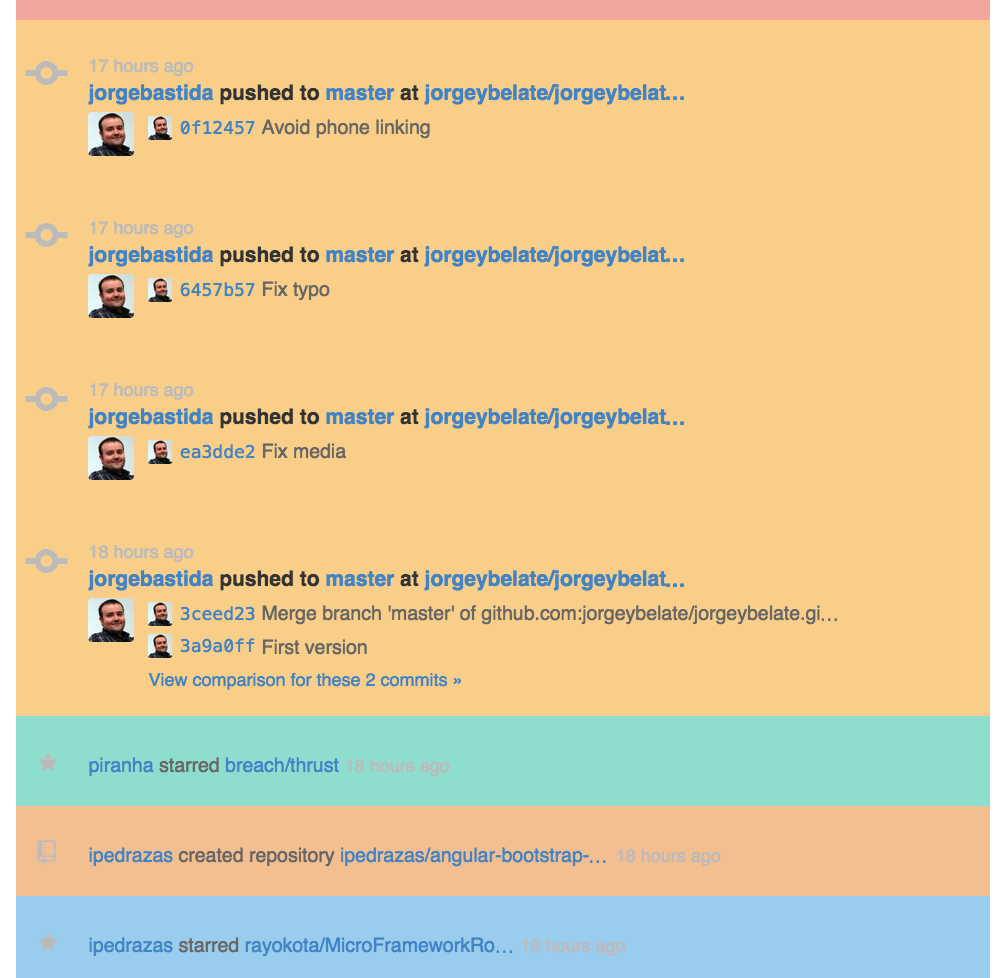 17 hours ago
jorgebastida pushed to master at jorgeybelate/jorgeybelat…
0f12457 Avoid phone linking
17 hours ago
jorgebastida pushed to master at jorgeybelate/jorgeybelat…
6457b57 Fix typo
17 hours ago
jorgebastida pushed to master at jorgeybelate/jorgeybelat…
ea3dde2 Fix media
18 hours ago
jorgebastida pushed to master at jorgeybelate/jorgeybelat…
3ceed23 Merge branch 'master' of github.com:jorgeybelate/jorgeybelate.gi…
3a9a0ff First version
View comparison for these 2 commits »
piranha starred breach/thrust 18 hours ago
ipedrazas created repository ipedrazas/angular-bootstrap-… 18 hours ago
ipedrazas starred rayokota/MicroFrameworkRo… 19 hours ago